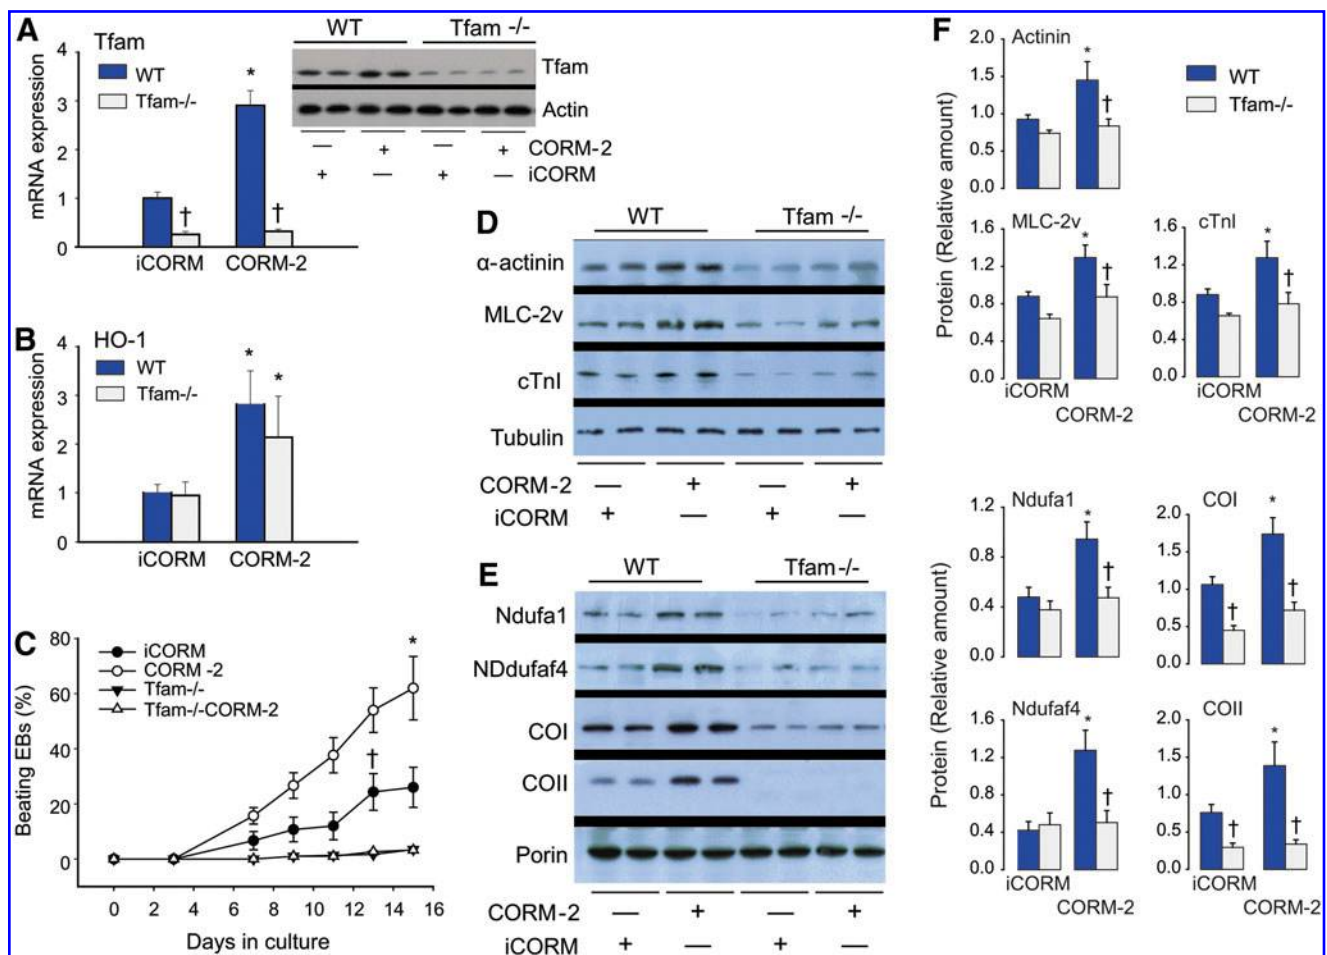 A
Tfam
WT
Tfam-/-
mRNA expression
4
3
2
1
0
*
†
†
iCORM CORM-2
WT Tfam -/-
Tfam
Actin
— + — + CORM-2
+ — + — iCORM
B
HO-1
WT
Tfam-/-
mRNA expression
4
3
2
1
0
* *
iCORM CORM-2
C
iCORM
CORM -2
Tfam-/-
Tfam-/-CORM-2
Beating EBs (%)
80
60
40
20
0
*
†
0 2 4 6 8 10 12 14 16
Days in culture
D
WT Tfam -/-
α-actinin
MLC-2v
cTnI
Tubulin
CORM-2 — + — +
iCORM + — + —
E
WT Tfam-/-
Ndufa1
NDdufaf4
COI
COII
Porin
CORM-2 — + — +
iCORM + — + —
F
WT
Tfam-/-
Protein (Relative amount)
Actinin
2.0
1.5
1.0
0.5
0.0
*
†
MLC-2v
1.6
1.2
0.8
0.4
0.0
*
†
iCORM
CORM-2
cTnI
1.6
1.2
0.8
0.4
0.0
*
†
iCORM
CORM-2
Protein (Relative amount)
Ndufa1
1.2
0.8
0.4
0.0
*
†
COI
2.0
1.5
1.0
0.5
0.0
*
†
†
Ndufaf4
1.6
1.2
0.8
0.4
0.0
*
†
iCORM
CORM-2
COII
2.0
1.5
1.0
0.5
0.0
*
†
†
iCORM
CORM-2